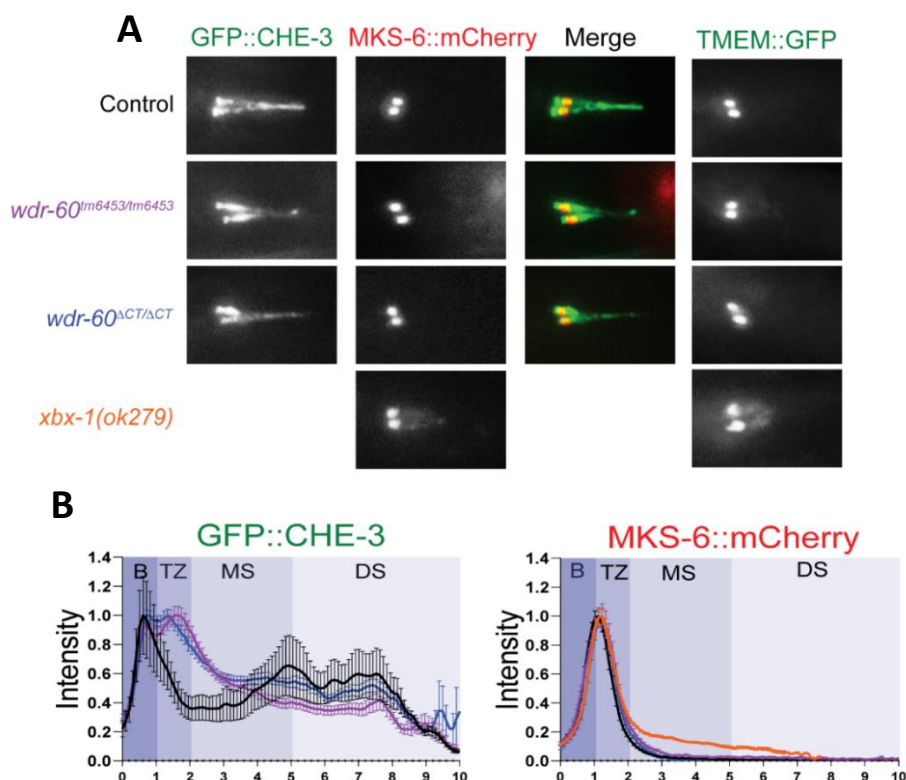 A
GFP::CHE-3 MKS-6::mCherry Merge TMEM::GFP
Control
wdr-60tm6453/tm6453
wdr-60ΔCT/ΔCT
xbx-1(ok279)
B
GFP::CHE-3
Intensity
1.4
1.2
1.0
0.8
0.6
0.4
0.2
0.0
B TZ MS DS
0 1 2 3 4 5 6 7 8 9 10
MKS-6::mCherry
Intensity
1.4
1.2
1.0
0.8
0.6
0.4
0.2
0.0
B TZ MS DS
0 1 2 3 4 5 6 7 8 9 10